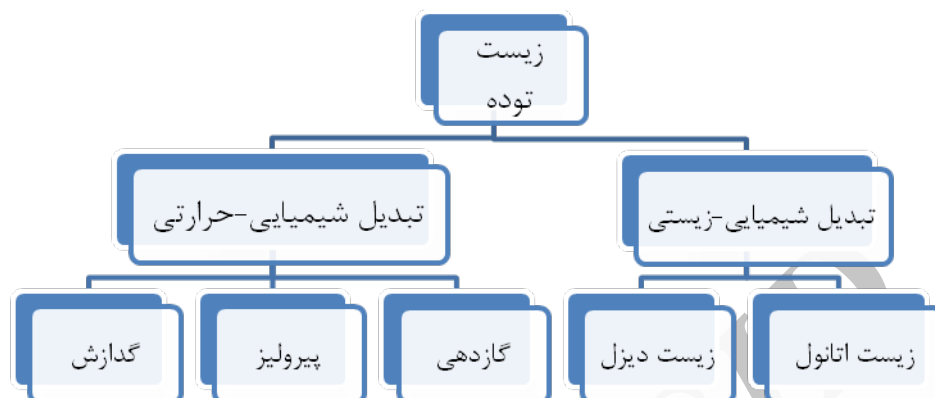 زیست
توده
تبدیل شیمیایی-زیستی
تبدیل شیمیایی-حرارتی
زیست اتانول
زیست دیزل
گازدهی
پیرولیز
گدازش